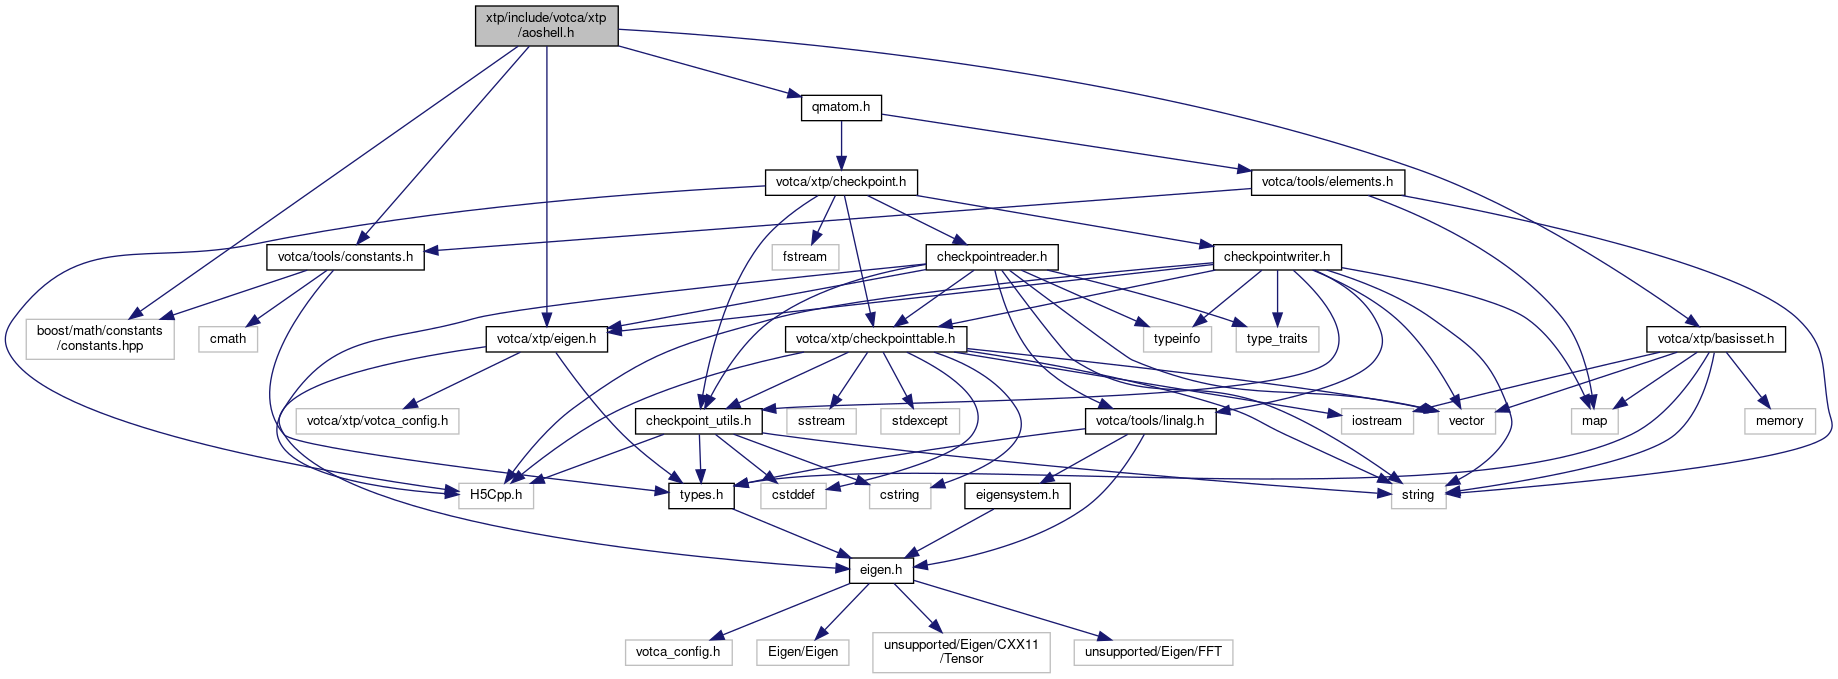 xtp/include/votca/xtp
/aoshell.h
qmatom.h
votca/xtp/checkpoint.h
votca/tools/elements.h
votca/tools/constants.h
fstream
checkpointreader.h
checkpointwriter.h
boost/math/constants
/constants.hpp
cmath
votca/xtp/eigen.h
votca/xtp/checkpointtable.h
typeinfo
type_traits
votca/xtp/basisset.h
votca/xtp/votca_config.h
checkpoint_utils.h
sstream
stdexcept
votca/tools/linalg.h
iostream
vector
map
memory
H5Cpp.h
types.h
cstddef
cstring
eigensystem.h
string
eigen.h
votca_config.h
Eigen/Eigen
unsupported/Eigen/CXX11
/Tensor
unsupported/Eigen/FFT